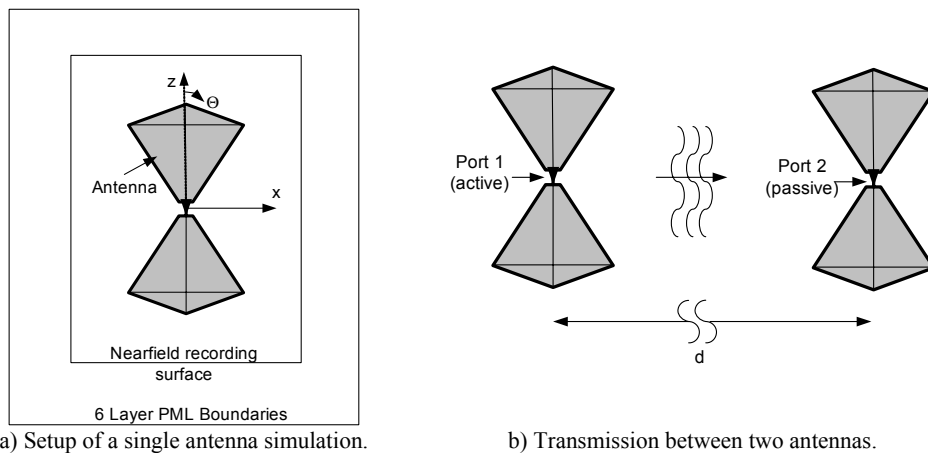 z
Θ
Antenna
x
Nearfield recording
surface
6 Layer PML Boundaries
a) Setup of a single antenna simulation.
Port 1
(active)
Port 2
(passive)
d
b) Transmission between two antennas.